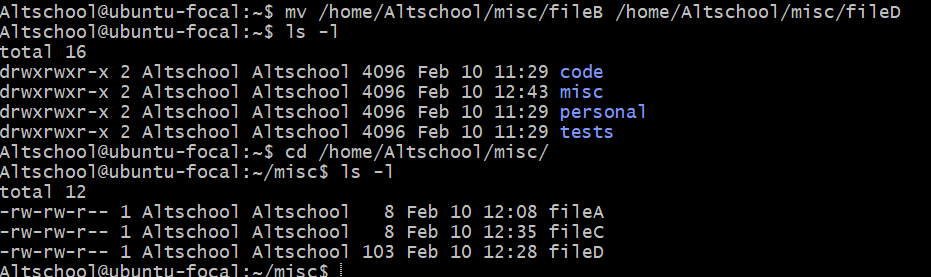 Altschool@ubuntu-focal:~$ mv /home/Altschool/misc/fileB /home/Altschool/misc/fileD
Altschool@ubuntu-focal:~$ ls -l
total 16
drwxrwxr-x 2 Altschool Altschool 4096 Feb 10 11:29 code
drwxrwxr-x 2 Altschool Altschool 4096 Feb 10 12:43 misc
drwxrwxr-x 2 Altschool Altschool 4096 Feb 10 11:29 personal
drwxrwxr-x 2 Altschool Altschool 4096 Feb 10 11:29 tests
Altschool@ubuntu-focal:~$ cd /home/Altschool/misc/
Altschool@ubuntu-focal:~/misc$ ls -l
total 12
-rw-rw-r-- 1 Altschool Altschool   8 Feb 10 12:08 fileA
-rw-rw-r-- 1 Altschool Altschool   8 Feb 10 12:35 fileC
-rw-rw-r-- 1 Altschool Altschool 103 Feb 10 12:28 fileD
Altschool@ubuntu-focal:~/misc$